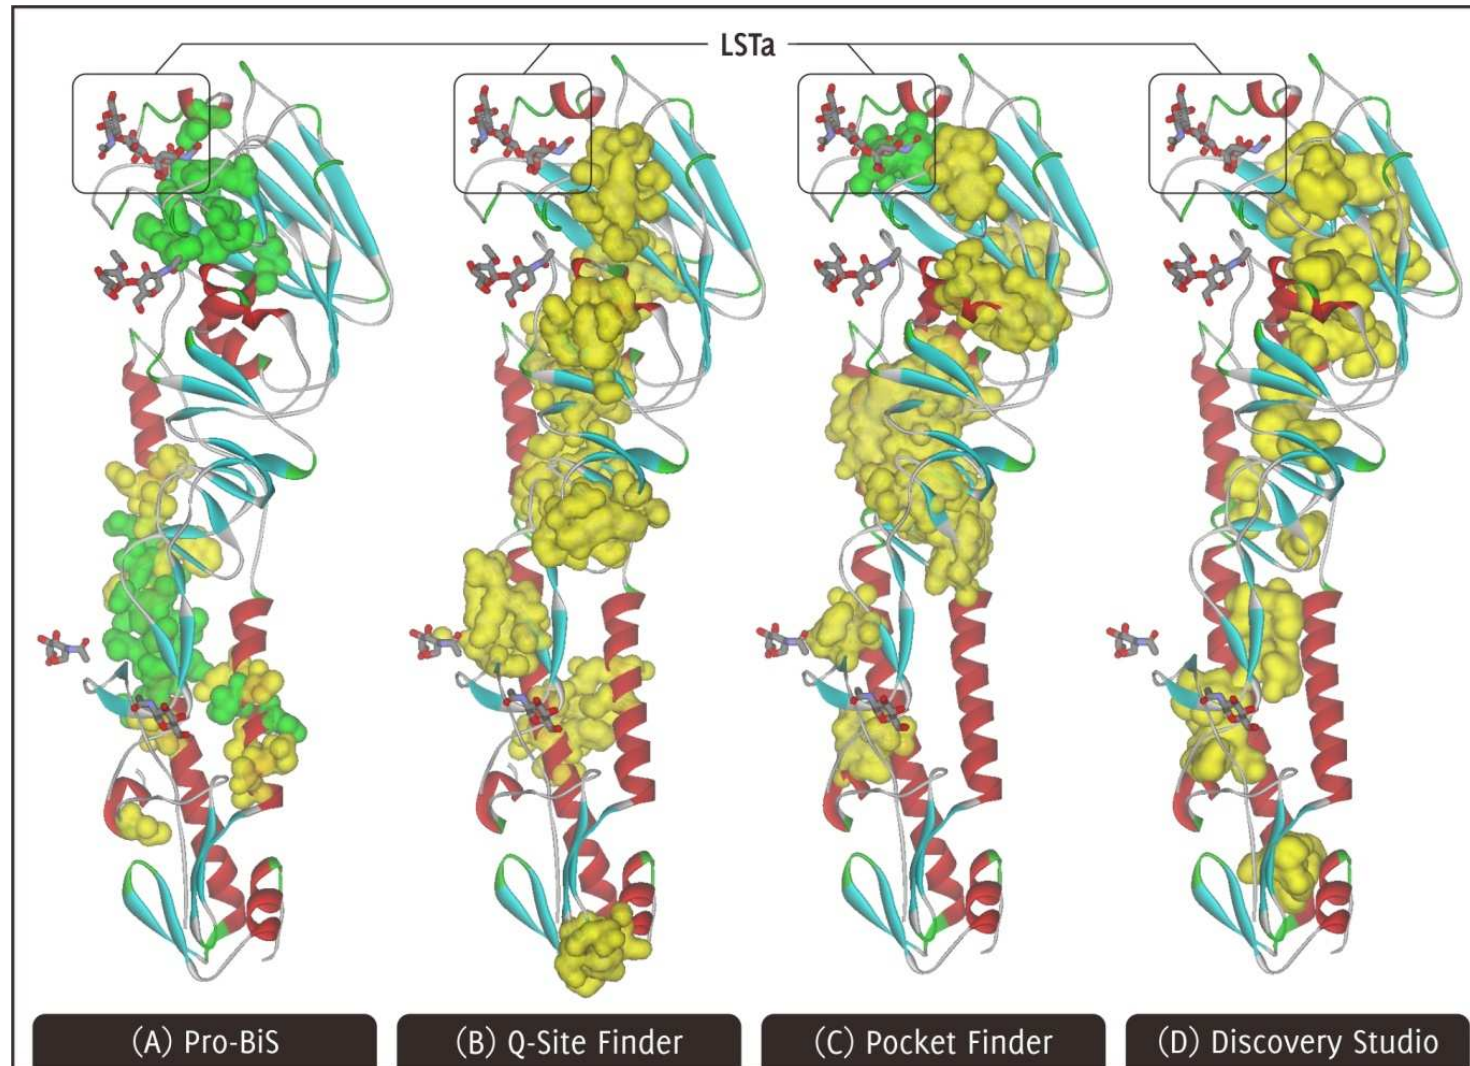 LSTa
(A) Pro-BiS
(B) Q-Site Finder
(C) Pocket Finder
(D) Discovery Studio